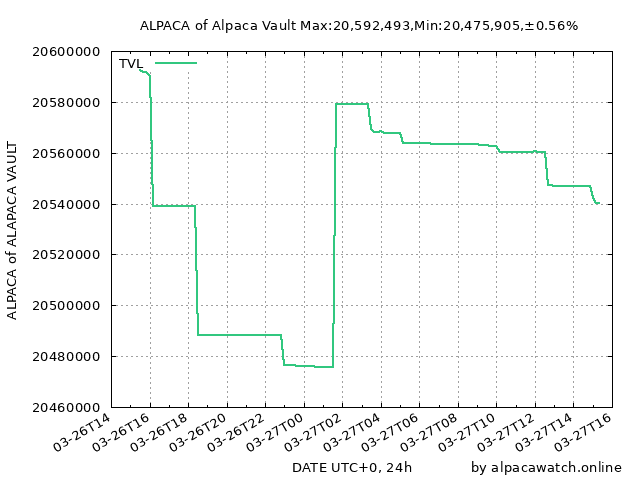 ALPACA of Alpaca Vault Max:20,592,493,Min:20,475,905,±0.56%
TVL
20600000
20580000
20560000
20540000
20520000
20500000
20480000
20460000
ALPACA of ALAPACA VAULT
03-26T14
03-26T16
03-26T18
03-26T20
03-26T22
03-27T00
03-27T02
03-27T04
03-27T06
03-27T08
03-27T10
03-27T12
03-27T14
03-27T16
DATE UTC+0, 24h
by alpacawatch.online